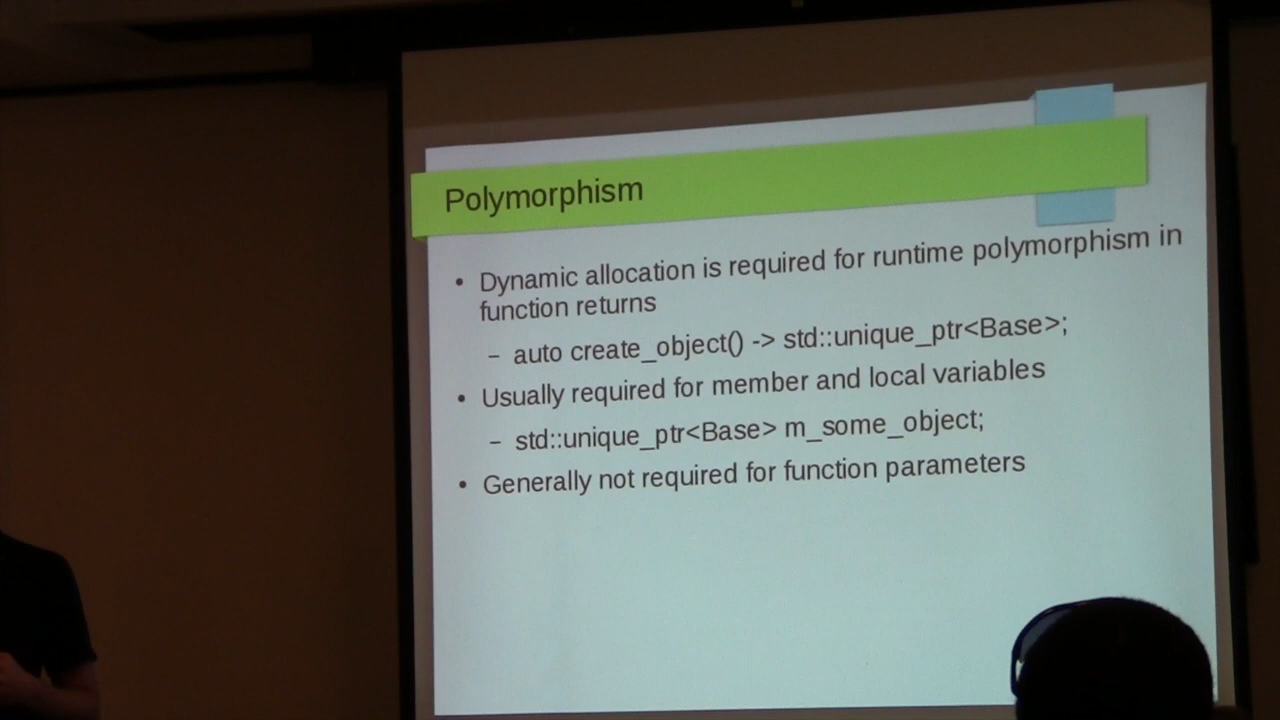 Polymorphism
• Dynamic allocation is required for runtime polymorphism in
function returns
– auto create_object() -> std::unique_ptr<Base>;
• Usually required for member and local variables
– std::unique_ptr<Base> m_some_object;
• Generally not required for function parameters